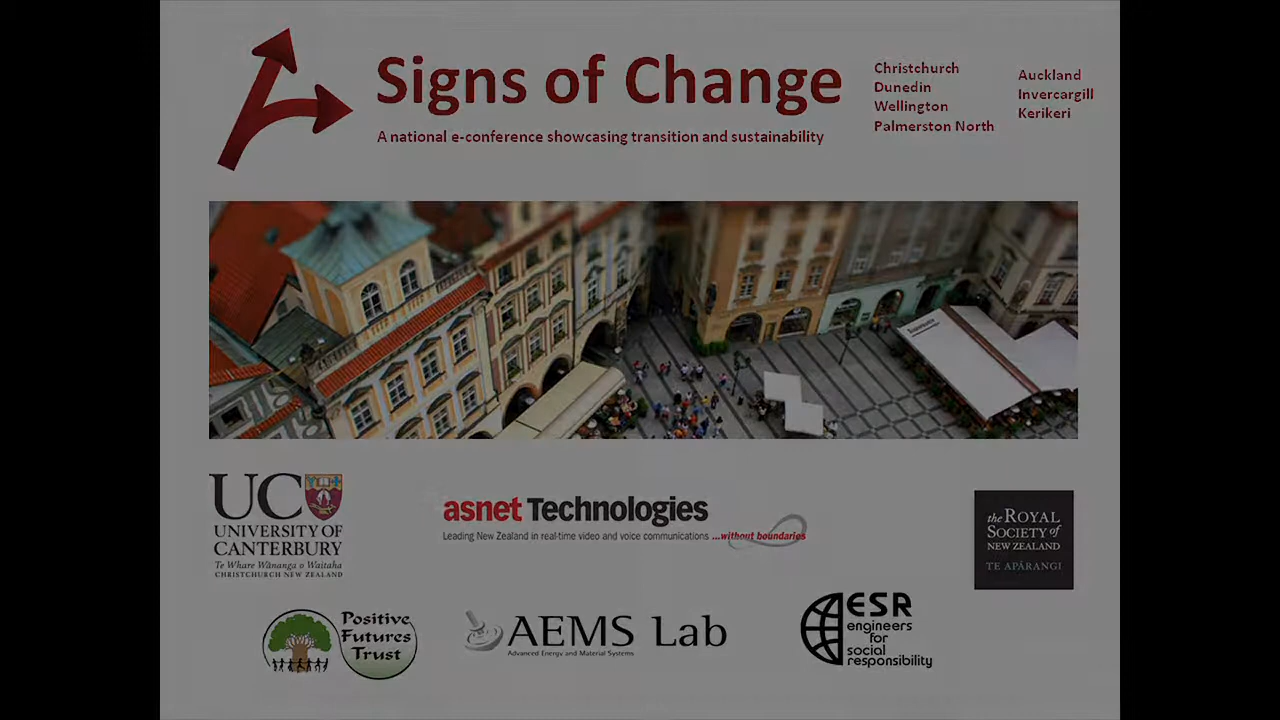 Signs of Change
A national e-conference showcasing transition and sustainability
Christchurch
Dunedin
Wellington
Palmerston North
Auckland
Invercargill
Kerikeri
UC
UNIVERSITY OF
CANTERBURY
Te Whare Wānanga o Waitaha
CHRISTCHURCH NEW ZEALAND
asnet Technologies
Leading New Zealand in real-time video and voice communications ...without boundaries
the ROYAL
SOCIETY of
NEW ZEALAND
TE APĀRANGI
Positive
Futures
Trust
AEMS Lab
Advanced Energy and Material Systems
ESR
engineers
for
social
responsibility